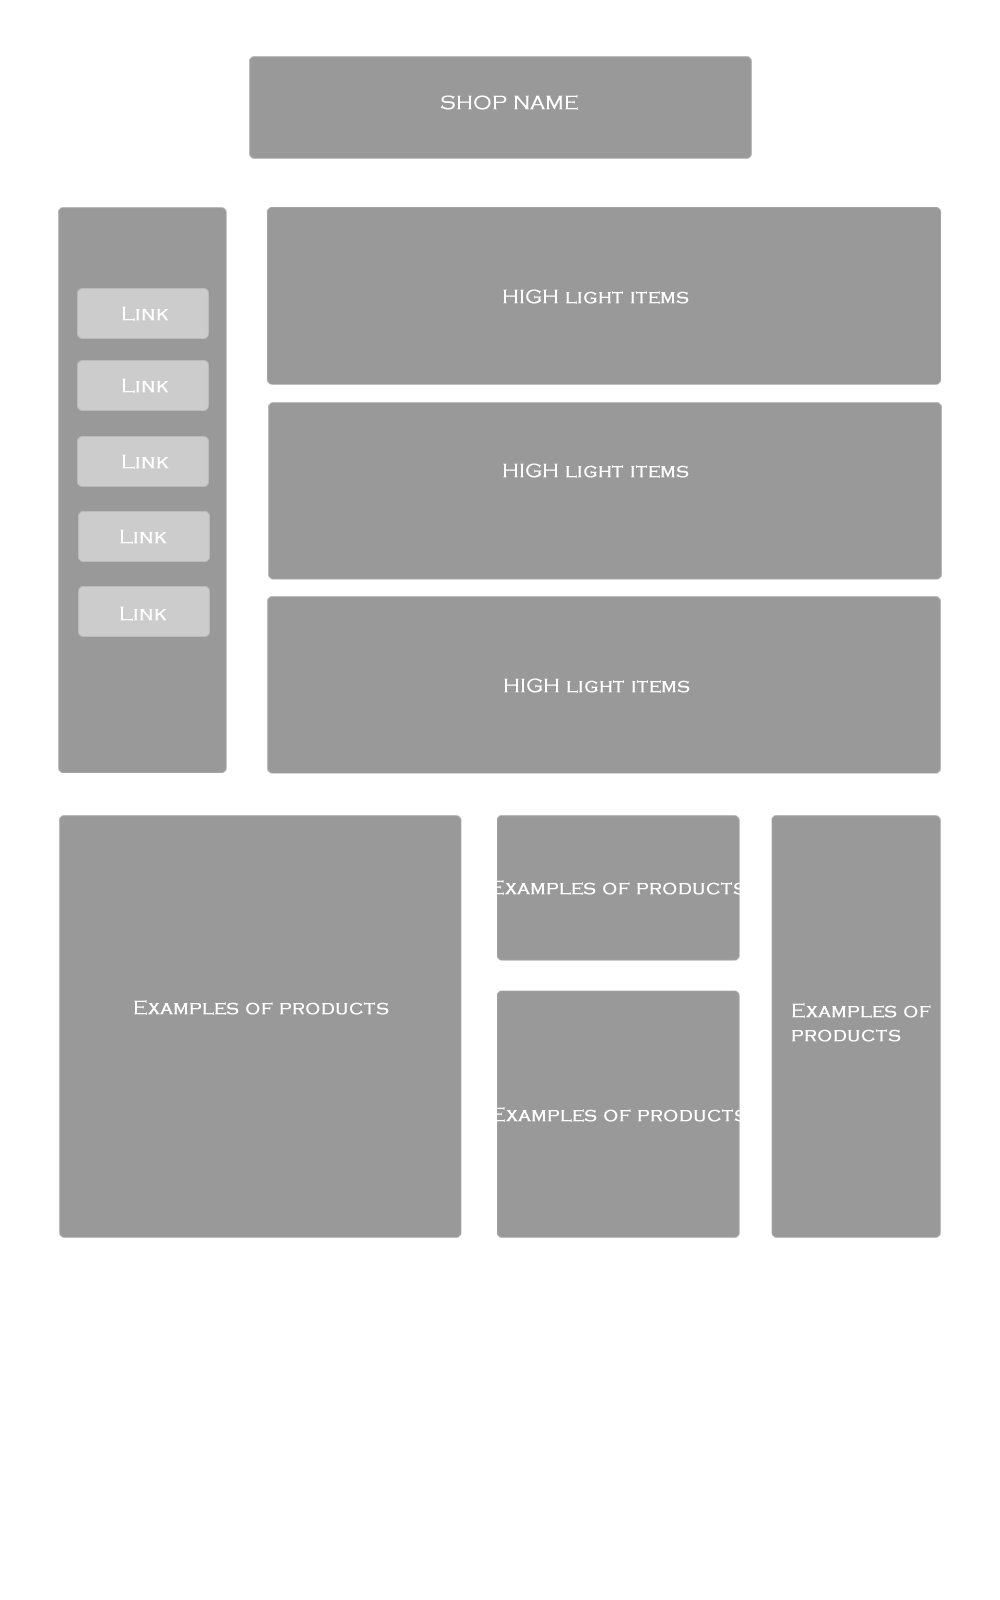 SHOP NAME
Link
Link
Link
Link
Link
HIGH light items
HIGH light items
HIGH light items
Examples of products
Examples of products
Examples of products
Examples of
products